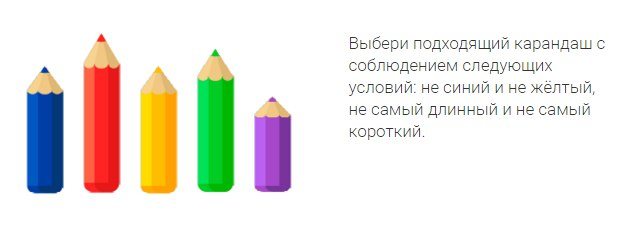 Выбери подходящий карандаш с
соблюдением следующих
условий: не синий и не жёлтый,
не самый длинный и не самый
короткий.